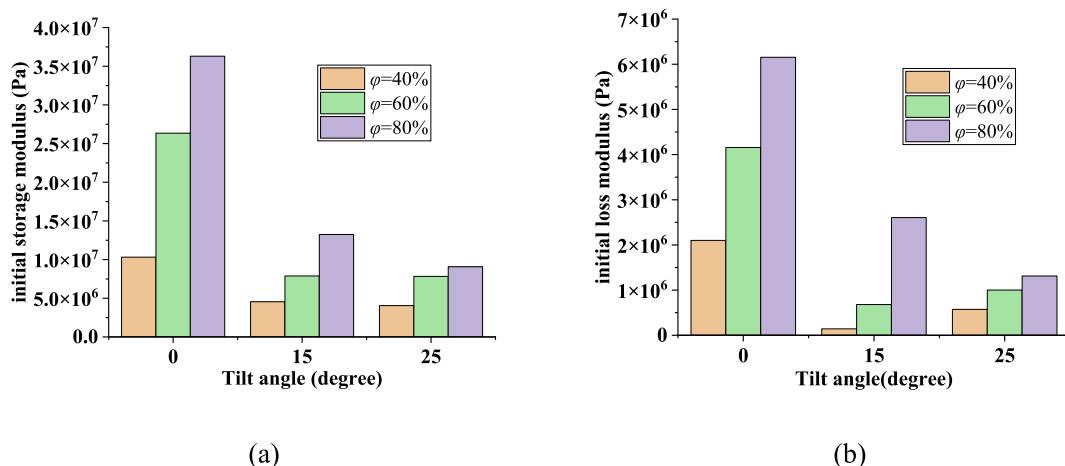 initial storage modulus (Pa)
4.0×10⁷
3.5×10⁷
3.0×10⁷
2.5×10⁷
2.0×10⁷
1.5×10⁷
1.0×10⁷
5.0×10⁶
0.0
φ=40%
φ=60%
φ=80%
0 15 25
Tilt angle (degree)
(a)
initial loss modulus (Pa)
7×10⁶
6×10⁶
5×10⁶
4×10⁶
3×10⁶
2×10⁶
1×10⁶
0
φ=40%
φ=60%
φ=80%
0 15 25
Tilt angle(degree)
(b)